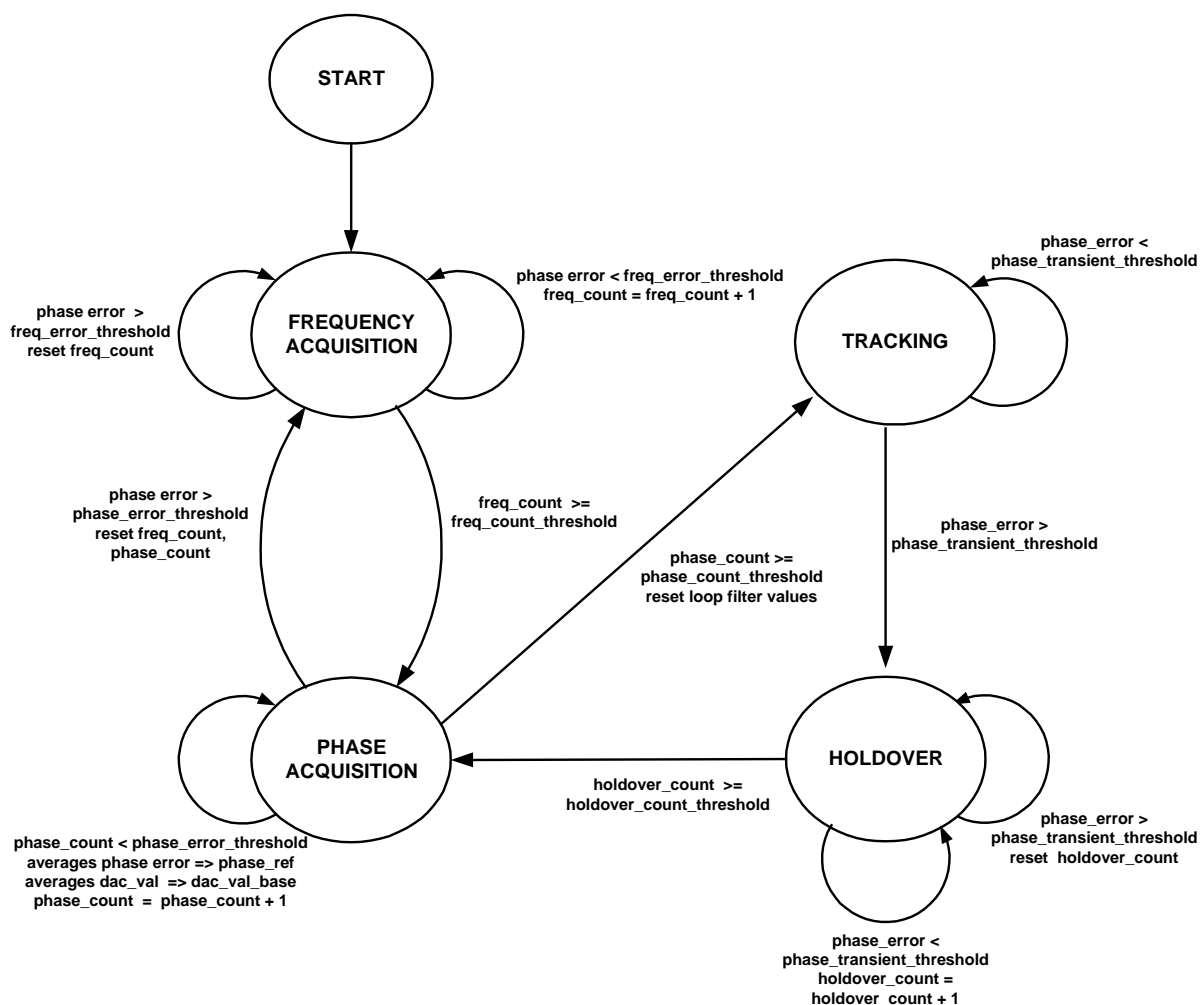 START
phase error >
freq_error_threshold
reset freq_count
FREQUENCY
ACQUISITION
phase error < freq_error_threshold
freq_count = freq_count + 1
phase_error <
phase_transient_threshold
TRACKING
phase error >
phase_error_threshold
reset freq_count,
phase_count
freq_count >=
freq_count_threshold
phase_count >=
phase_count_threshold
reset loop filter values
phase_error >
phase_transient_threshold
PHASE
ACQUISITION
phase_count < phase_error_threshold
averages phase error => phase_ref
averages dac_val => dac_val_base
phase_count = phase_count + 1
holdover_count >=
holdover_count_threshold
HOLDOVER
phase_error >
phase_transient_threshold
reset holdover_count
phase_error <
phase_transient_threshold
holdover_count =
holdover_count + 1